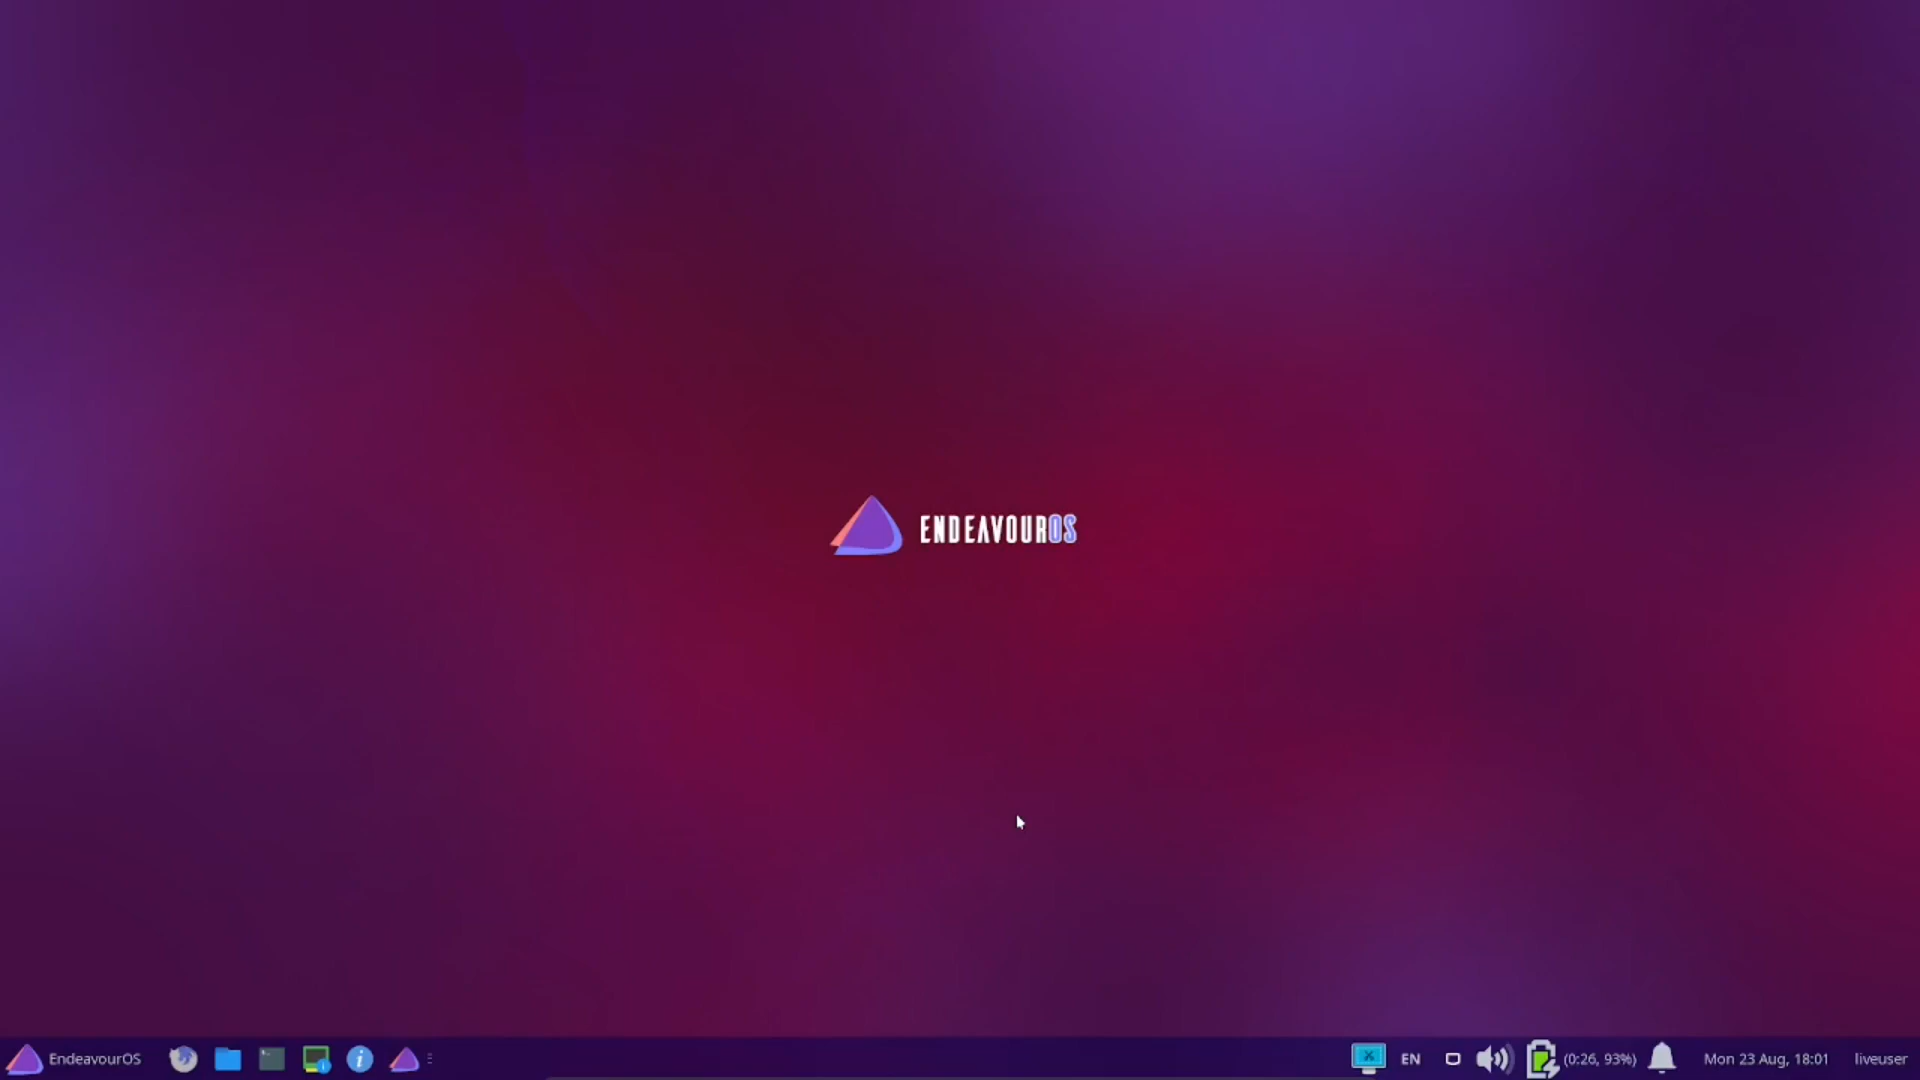 ENDEAVOUROS
EndeavourOS
EN
(0:26, 93%)
Mon 23 Aug, 18:01
liveuser